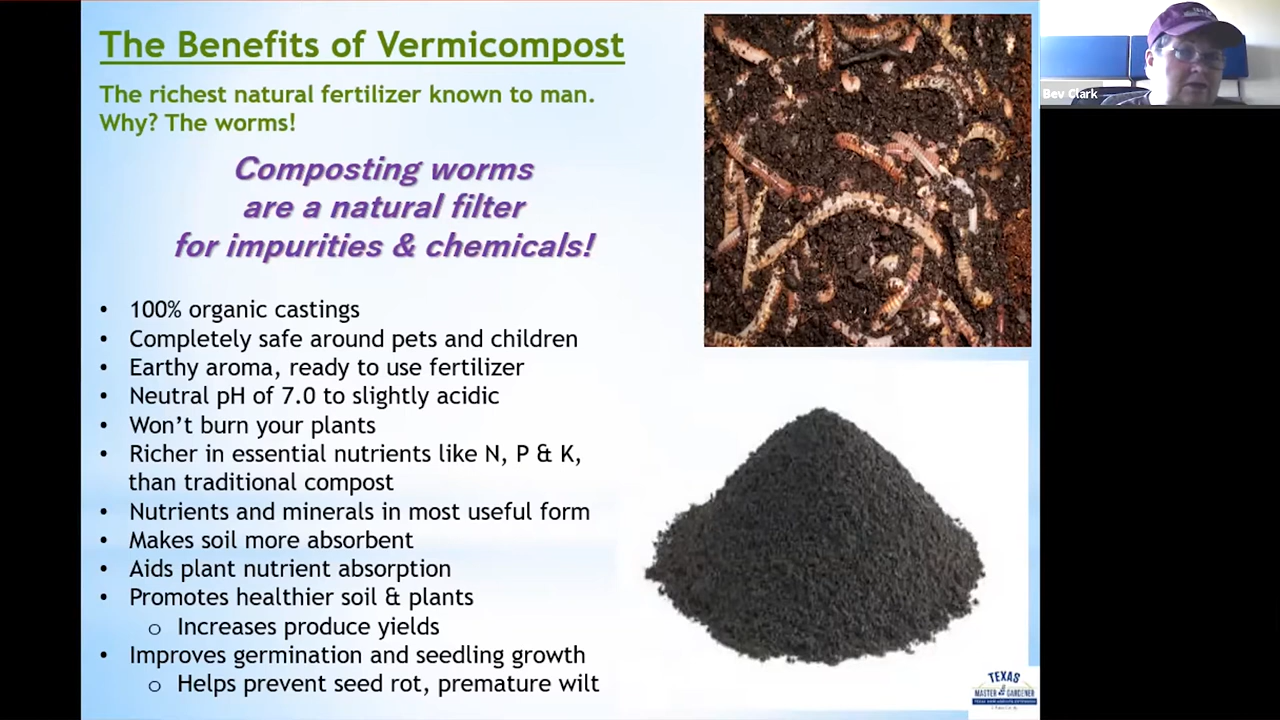 The Benefits of Vermicompost
The richest natural fertilizer known to man.
Why? The worms!
Composting worms
are a natural filter
for impurities & chemicals!
• 100% organic castings
• Completely safe around pets and children
• Earthy aroma, ready to use fertilizer
• Neutral pH of 7.0 to slightly acidic
• Won't burn your plants
• Richer in essential nutrients like N, P & K,
than traditional compost
• Nutrients and minerals in most useful form
• Makes soil more absorbent
• Aids plant nutrient absorption
• Promotes healthier soil & plants
o Increases produce yields
• Improves germination and seedling growth
o Helps prevent seed rot, premature wilt
Bev Clark
TEXAS
MASTER GARDENER
TEXAS A&M AGRILIFE EXTENSION